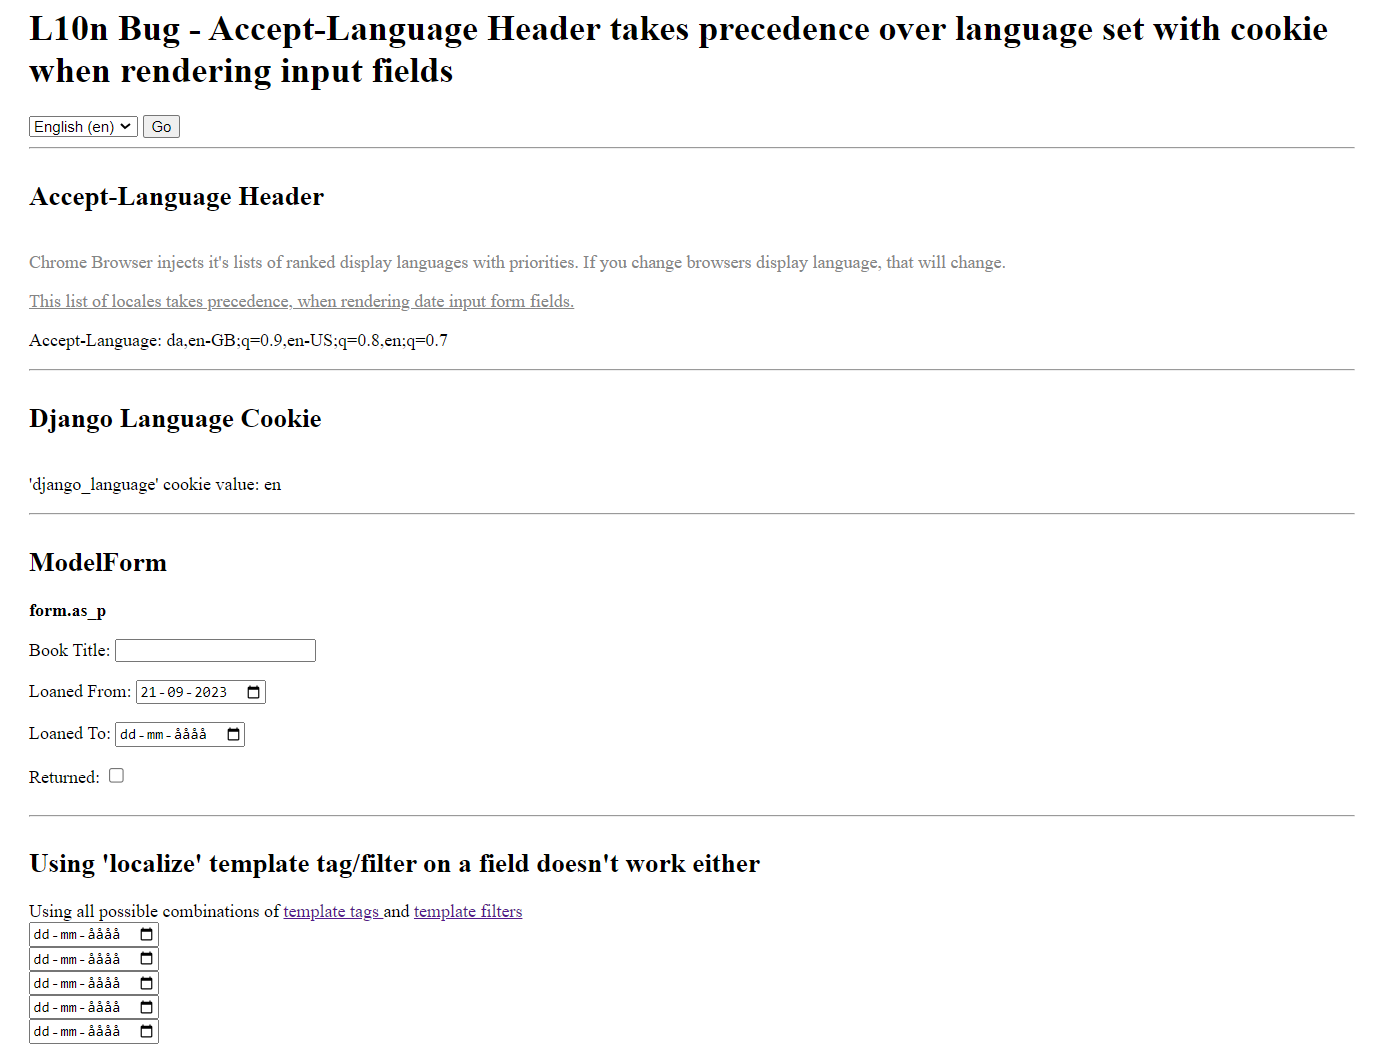 L10n Bug - Accept-Language Header takes precedence over language set with cookie
when rendering input fields
English (en) Go
Accept-Language Header
Chrome Browser injects it's lists of ranked display languages with priorities. If you change browsers display language, that will change.
This list of locales takes precedence, when rendering date input form fields.
Accept-Language: da,en-GB;q=0.9,en-US;q=0.8,en;q=0.7
Django Language Cookie
'django_language' cookie value: en
ModelForm
form.as_p
Book Title:
Loaned From: 21-09-2023
Loaned To: dd-mm-åååå
Returned:
Using 'localize' template tag/filter on a field doesn't work either
Using all possible combinations of template tags and template filters
dd-mm-åååå
dd-mm-åååå
dd-mm-åååå
dd-mm-åååå
dd-mm-åååå